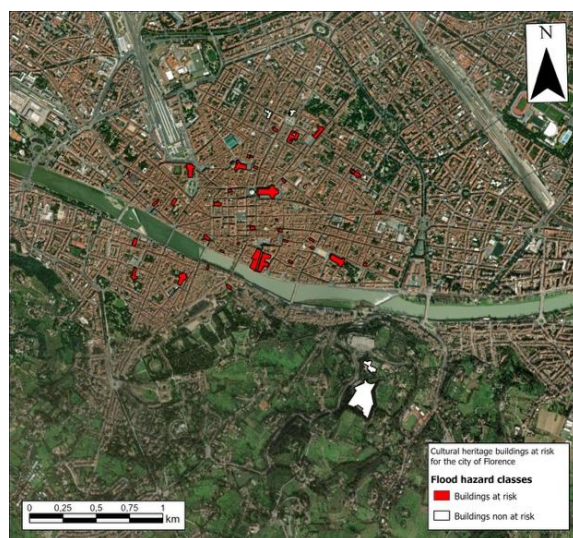 N
Cultural heritage buildings at risk
for the city of Florence
Flood hazard classes
Buildings at risk
Buildings non at risk
0 0,25 0,5 0,75 1
km